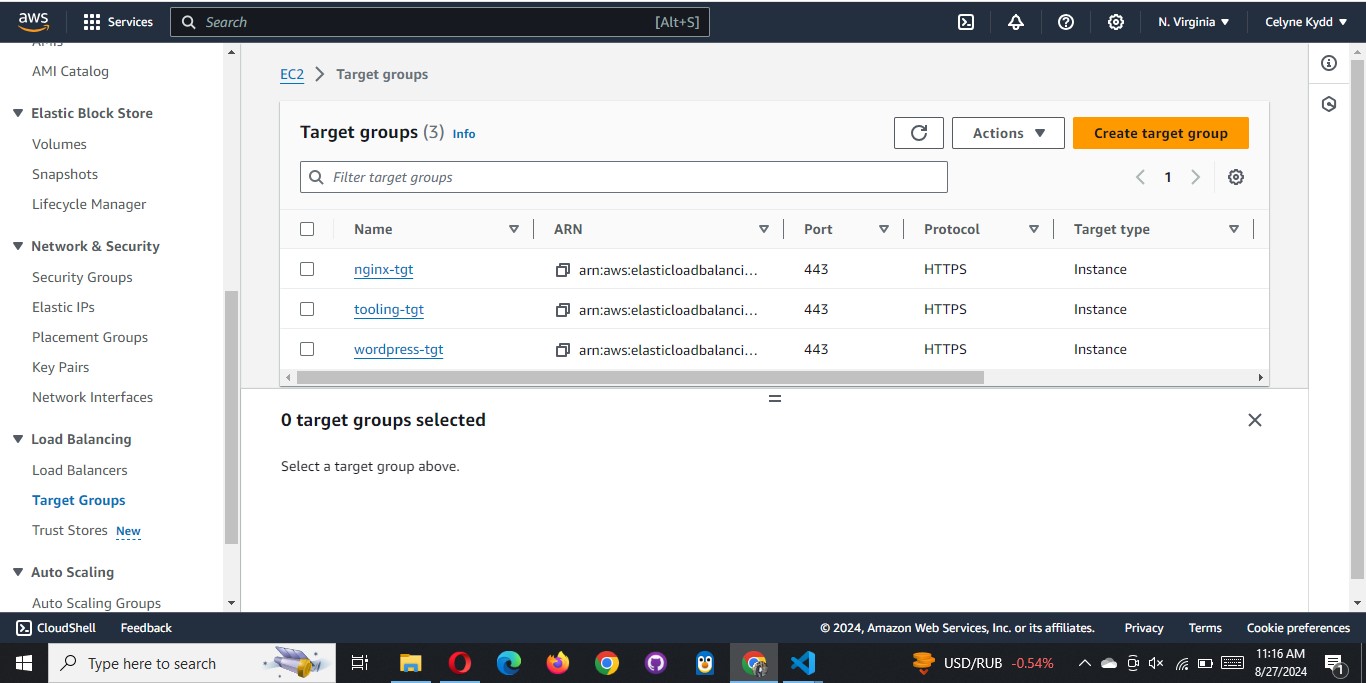 aws
Services
Search
[Alt+S]
N. Virginia
Celyne Kydd
AMIs
AMI Catalog
Elastic Block Store
Volumes
Snapshots
Lifecycle Manager
Network & Security
Security Groups
Elastic IPs
Placement Groups
Key Pairs
Network Interfaces
Load Balancing
Load Balancers
Target Groups
Trust Stores New
Auto Scaling
Auto Scaling Groups
EC2 > Target groups
Target groups (3) Info
Actions
Create target group
Filter target groups
1
Name ARN Port Protocol Target type
nginx-tgt arn:aws:elasticloadbalanci... 443 HTTPS Instance
tooling-tgt arn:aws:elasticloadbalanci... 443 HTTPS Instance
wordpress-tgt arn:aws:elasticloadbalanci... 443 HTTPS Instance
0 target groups selected
Select a target group above.
CloudShell Feedback © 2024, Amazon Web Services, Inc. or its affiliates. Privacy Terms Cookie preferences
Type here to search
USD/RUB -0.54%
11:16 AM
8/27/2024
1